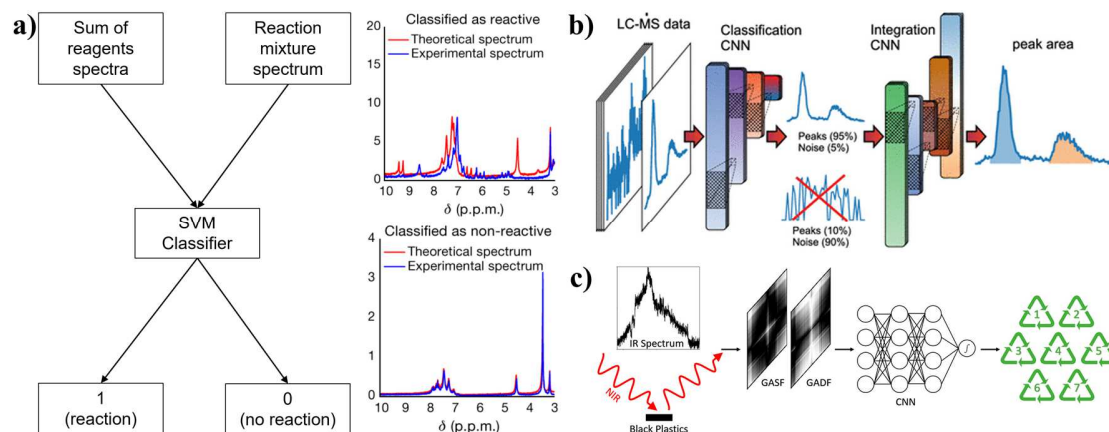 a)
Sum of
reagents
spectra
Reaction
mixture
spectrum
SVM
Classifier
1
(reaction)
0
(no reaction)
Classified as reactive
Theoretical spectrum
Experimental spectrum
20
15
10
5
0
10 9 8 7 6 5 4 3
δ (p.p.m.)
Classified as non-reactive
Theoretical spectrum
Experimental spectrum
4
3
2
1
0
10 9 8 7 6 5 4 3
δ (p.p.m.)
b)
LC-MS data
Classification
CNN
Peaks (95%)
Noise (5%)
Peaks (10%)
Noise (90%)
Integration
CNN
peak area
c)
IR Spectrum
NIR
Black Plastics
GASF
GADF
CNN
∫
1 2
3 4 5
6 7